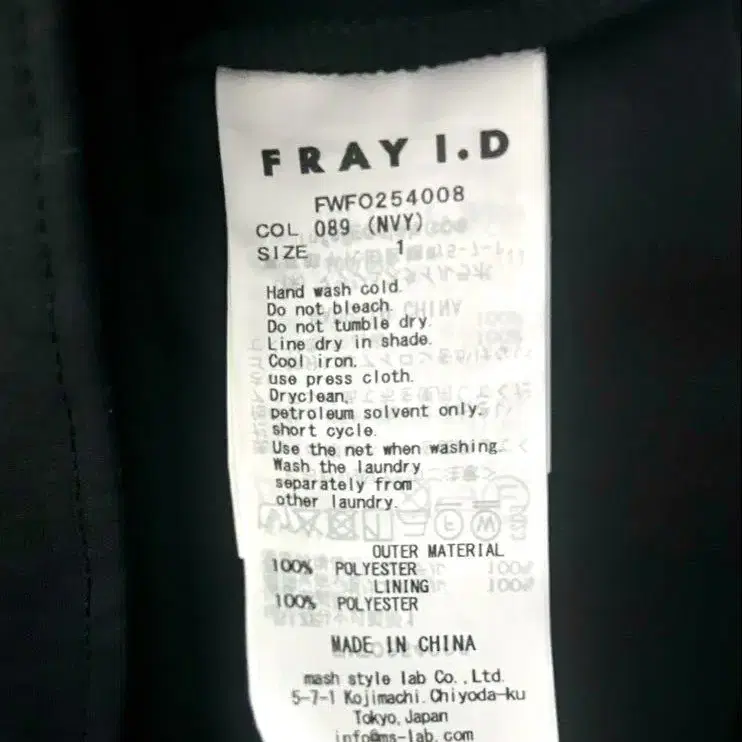 FRAY I.D
FWFO254008
COL 089 (NVY)
SIZE 1
Hand wash cold.
Do not bleach.
Do not tumble dry.
Line dry in shade.
Cool iron.
use press cloth.
Dryclean,
petroleum solvent only.
short cycle.
Use the net when washing.
Wash the laundry
separately from
other laundry.
OUTER MATERIAL
100% POLYESTER
LINING
100% POLYESTER
MADE IN CHINA
mash style lab Co.,Ltd.
5-7-1 Kojimachi.Chiyoda-ku
Tokyo,Japan
info@ms-lab.com